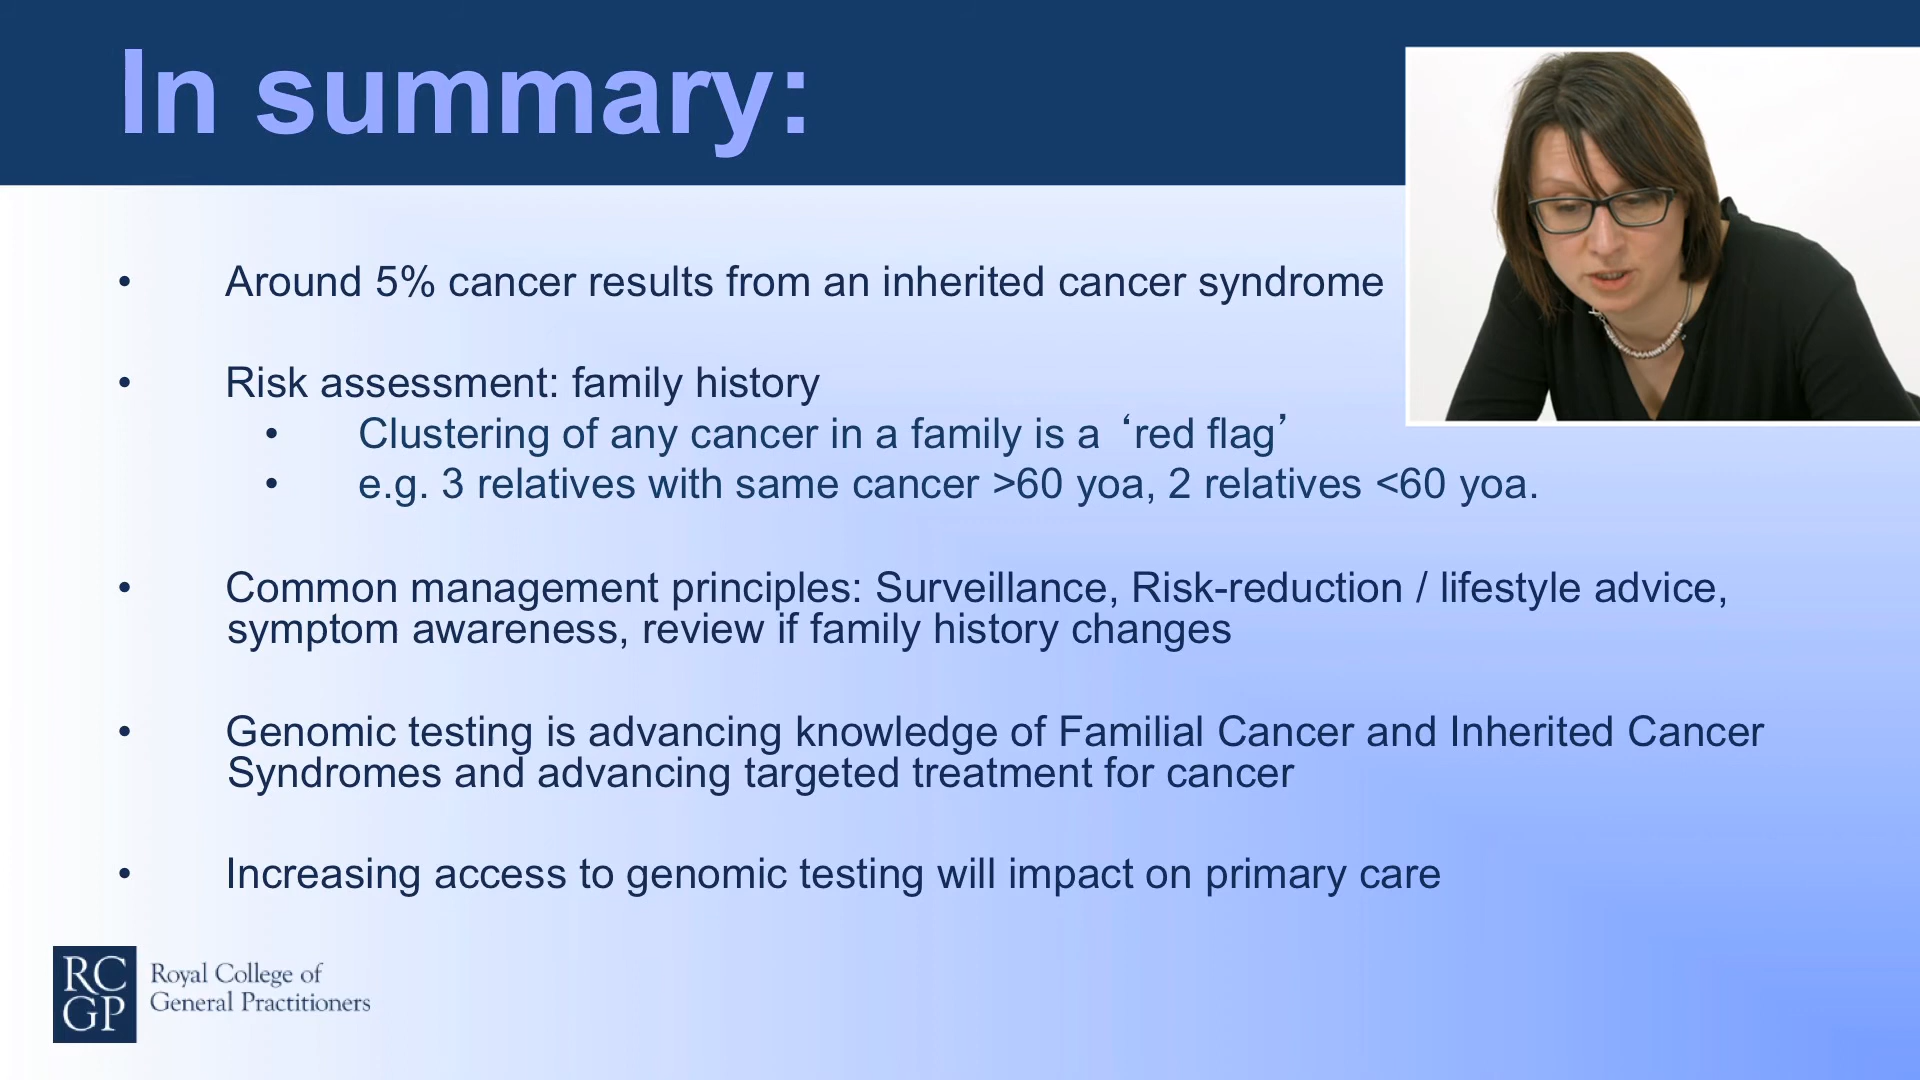 In summary:
• Around 5% cancer results from an inherited cancer syndrome
• Risk assessment: family history
• Clustering of any cancer in a family is a ‘red flag’
• e.g. 3 relatives with same cancer >60 yoa, 2 relatives <60 yoa.
• Common management principles: Surveillance, Risk-reduction / lifestyle advice,
symptom awareness, review if family history changes
• Genomic testing is advancing knowledge of Familial Cancer and Inherited Cancer
Syndromes and advancing targeted treatment for cancer
• Increasing access to genomic testing will impact on primary care
RC
GP
Royal College of
General Practitioners